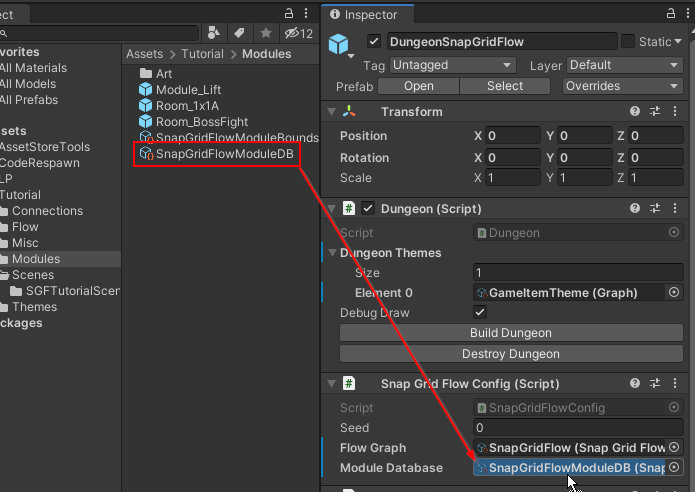 ect
12
vorites
All Materials
All Models
All Prefabs
sets
AssetStoreTools
CodeRespawn
LP
Tutorial
Connections
Flow
Misc
Modules
Scenes
SGFTutorialScen
Themes
ckages
Assets > Tutorial > Modules
Art
Module_Lift
Room_1x1A
Room_BossFight
SnapGridFlowModuleBounds
SnapGridFlowModuleDB
Inspector
DungeonSnapGridFlow Static
Tag Untagged Layer Default
Prefab Open Select Overrides
Transform
Position X 0 Y 0 Z 0
Rotation X 0 Y 0 Z 0
Scale X 1 Y 1 Z 1
# Dungeon (Script)
Script # Dungeon
Dungeon Themes
Size 1
Element 0 GameItemTheme (Graph)
Debug Draw
Build Dungeon
Destroy Dungeon
# Snap Grid Flow Config (Script)
Script # SnapGridFlowConfig
Seed 0
Flow Graph SnapGridFlow (Snap Grid Flow
Module Database SnapGridFlowModuleDB (Snap